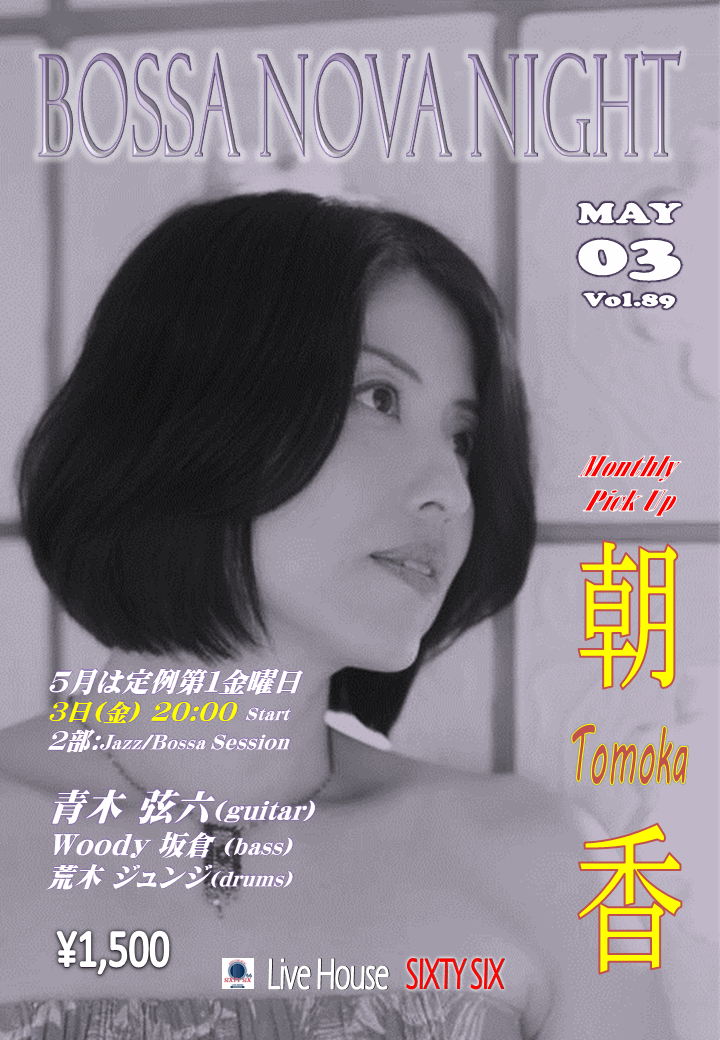 BOSSA NOVA NIGHT
MAY
03
Vol.89
Monthly
Pick Up
朝
Tomoka
香
5月は定例第1金曜日
3日(金) 20:00 Start
2部:Jazz/Bossa Session
青木 弦六(guitar)
Woody 坂倉 (bass)
荒木 ジュンジ(drums)
¥1,500
SIXTY SIX
Live House SIXTY SIX